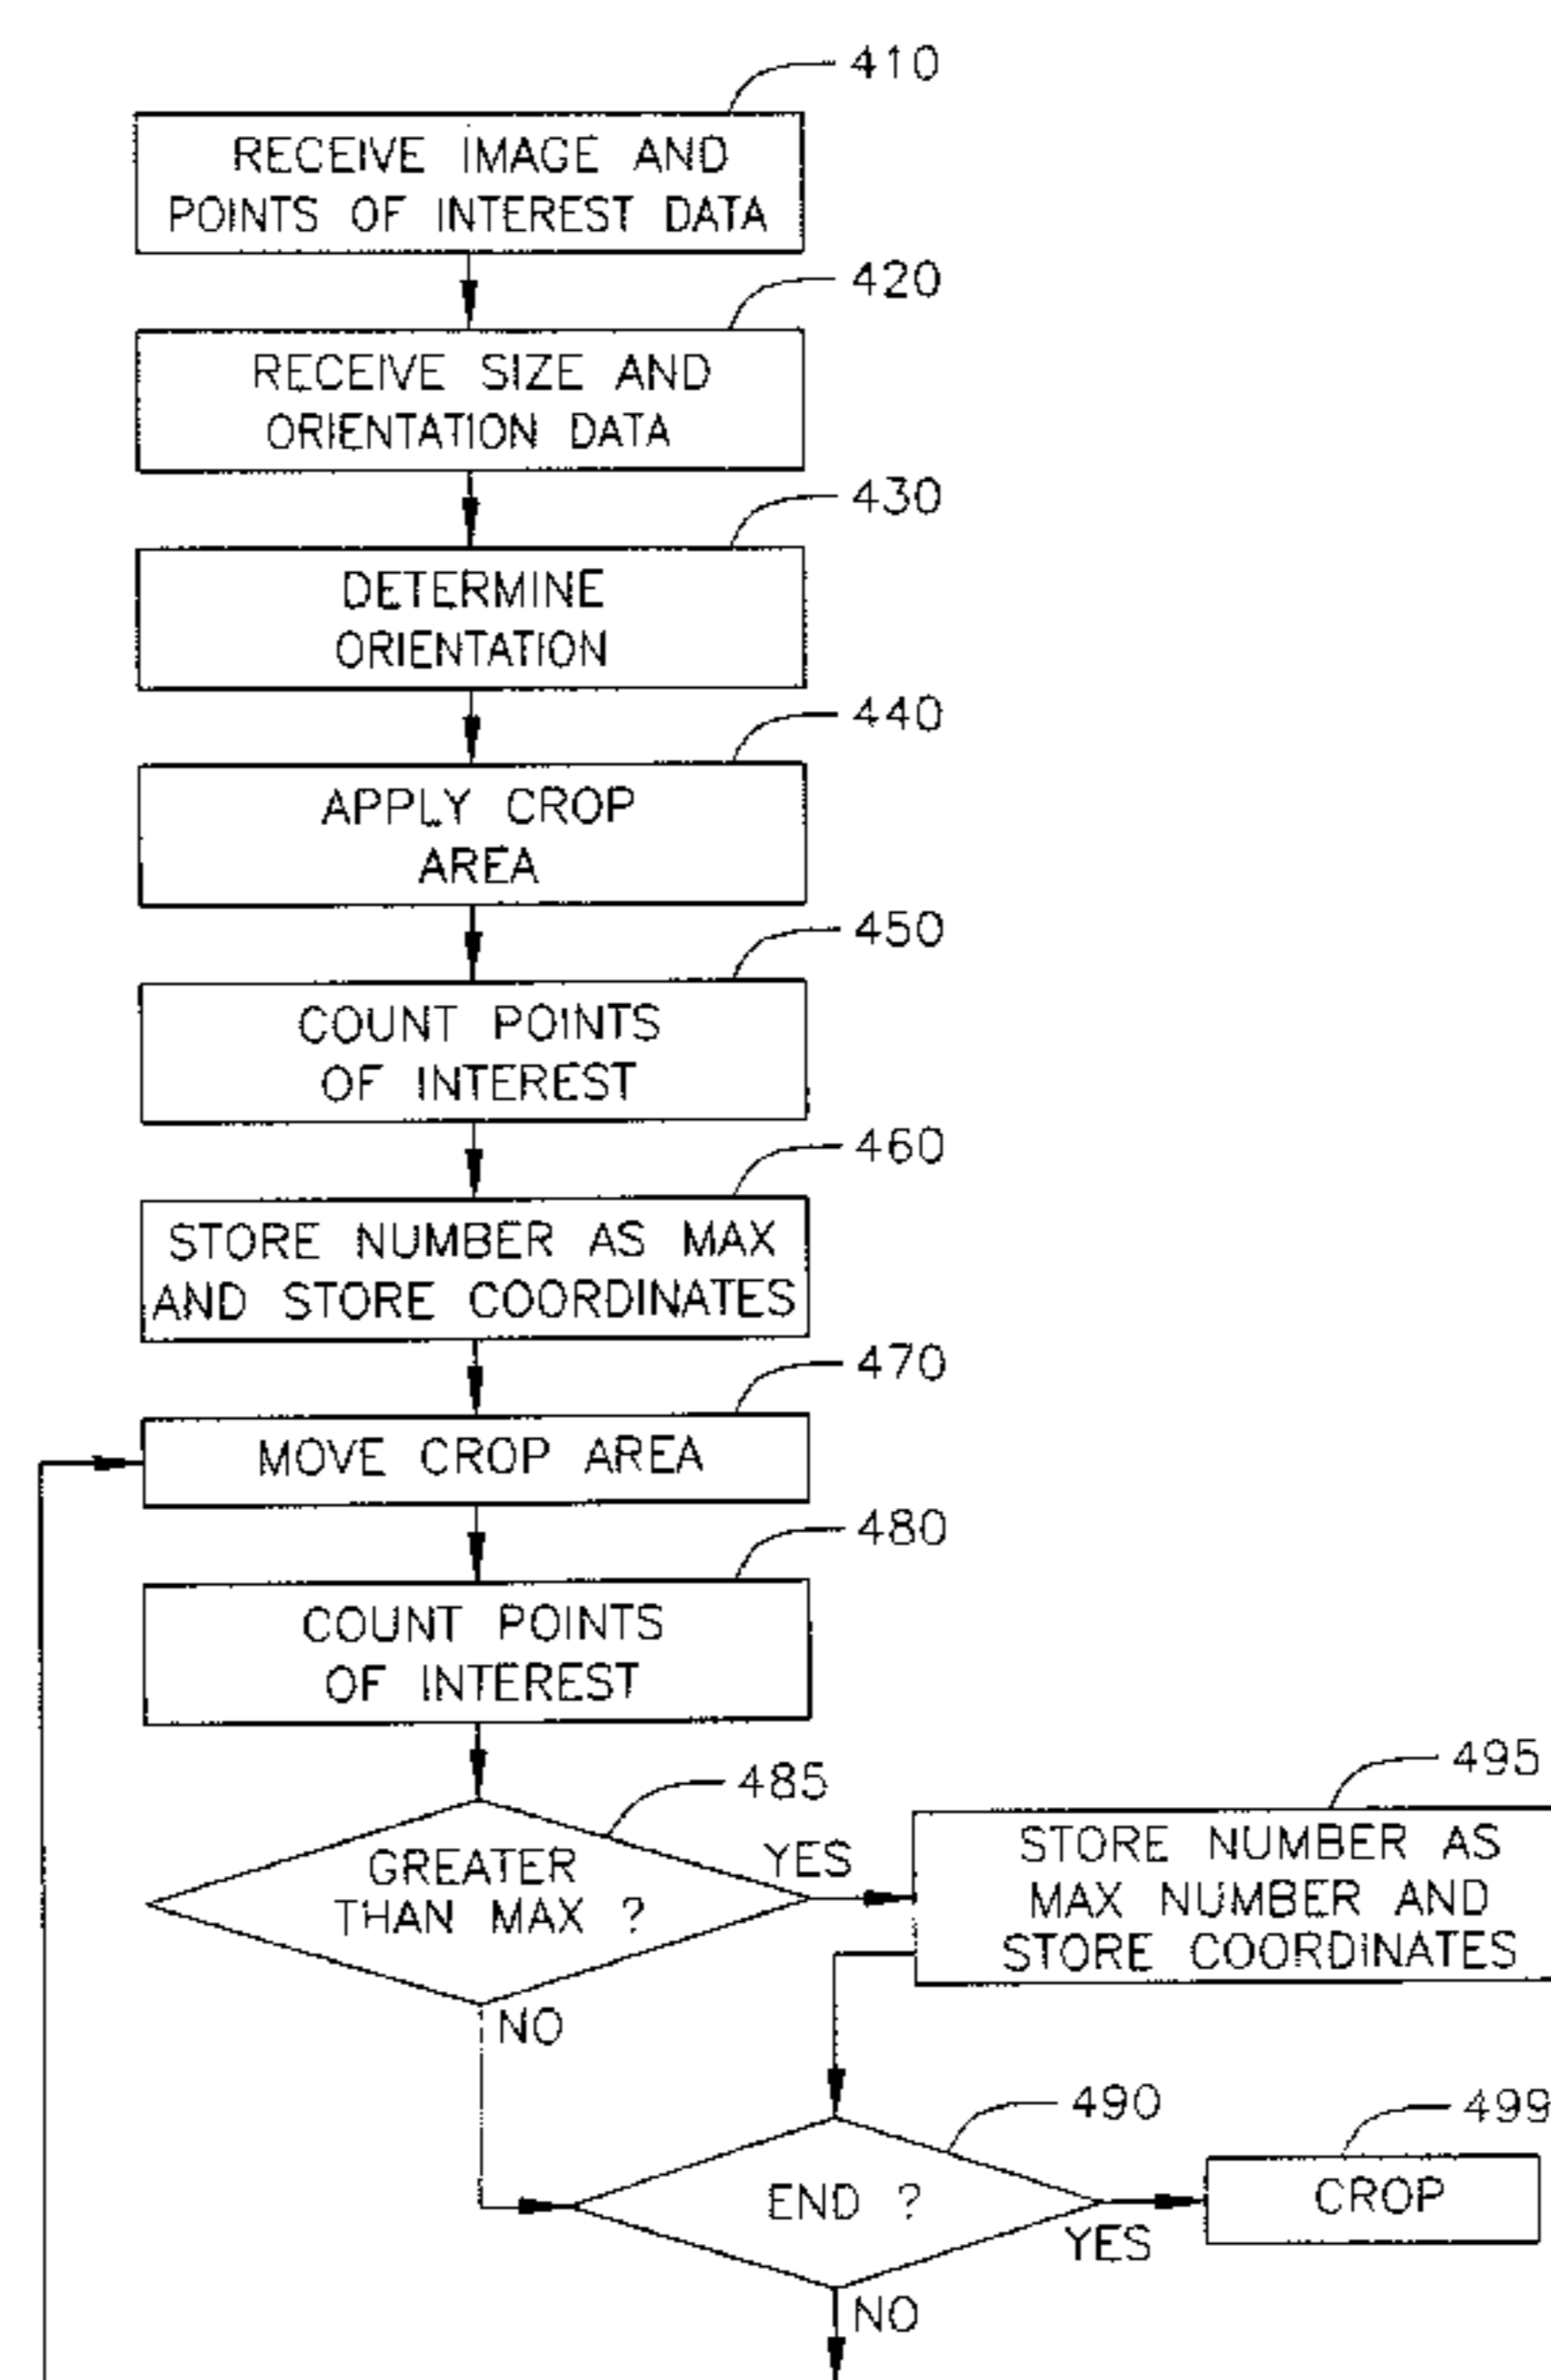 410
RECEIVE IMAGE AND
POINTS OF INTEREST DATA
420
RECEIVE SIZE AND
ORIENTATION DATA
430
DETERMINE
ORIENTATION
440
APPLY CROP
AREA
450
COUNT POINTS
OF INTEREST
460
STORE NUMBER AS MAX
AND STORE COORDINATES
470
MOVE CROP AREA
480
COUNT POINTS
OF INTEREST
485
GREATER
THAN MAX ?
YES
NO
495
STORE NUMBER AS
MAX NUMBER AND
STORE COORDINATES
490
END ?
YES
NO
499
CROP